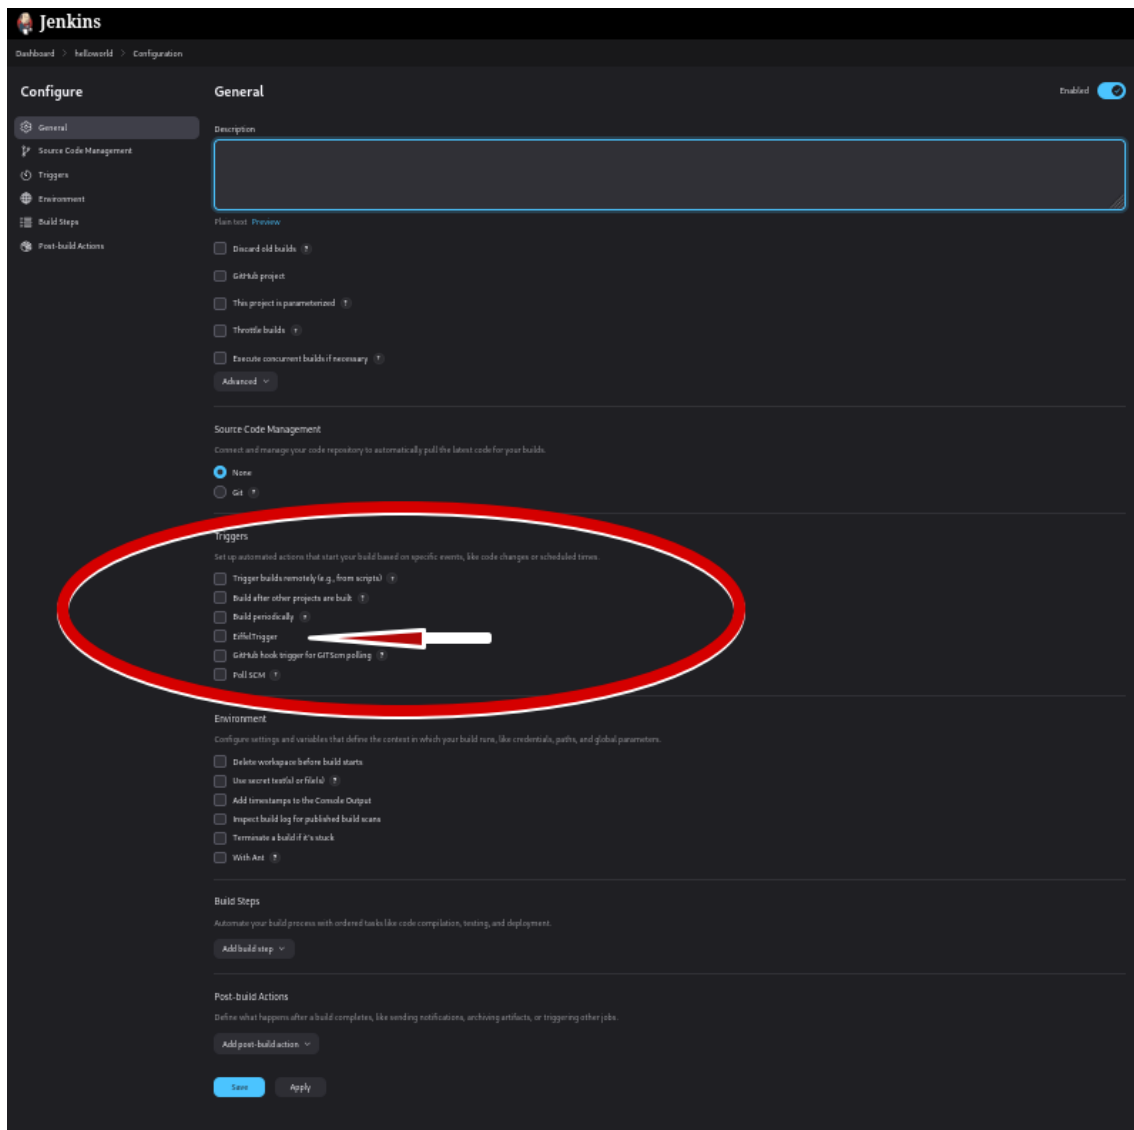 Jenkins
Dashboard > helloworld > Configuration
Configure
General
Source Code Management
Triggers
Environment
Build Steps
Post-build Actions
General
Enabled
Description
Plain text Preview
Discard old builds ?
GitHub project
This project is parameterized ?
Throttle builds ?
Execute concurrent builds if necessary ?
Advanced
Source Code Management
Connect and manage your code repository to automatically pull the latest code for your builds.
None
Git ?
Triggers
Set up automated actions that start your build based on specific events, like code changes or scheduled times.
Trigger builds remotely (e.g., from scripts) ?
Build after other projects are built ?
Build periodically ?
EiffelTrigger
GitHub hook trigger for GITScm polling ?
Poll SCM ?
Environment
Configure settings and variables that define the context in which your build runs, like credentials, paths, and global parameters.
Delete workspace before build starts
Use secret text(s) or file(s) ?
Add timestamps to the Console Output
Inspect build log for published build scans
Terminate a build if it's stuck
With Ant ?
Build Steps
Automate your build process with ordered tasks like code compilation, testing, and deployment.
Add build step
Post-build Actions
Define what happens after a build completes, like sending notifications, archiving artifacts, or triggering other jobs.
Add post-build action
Save
Apply